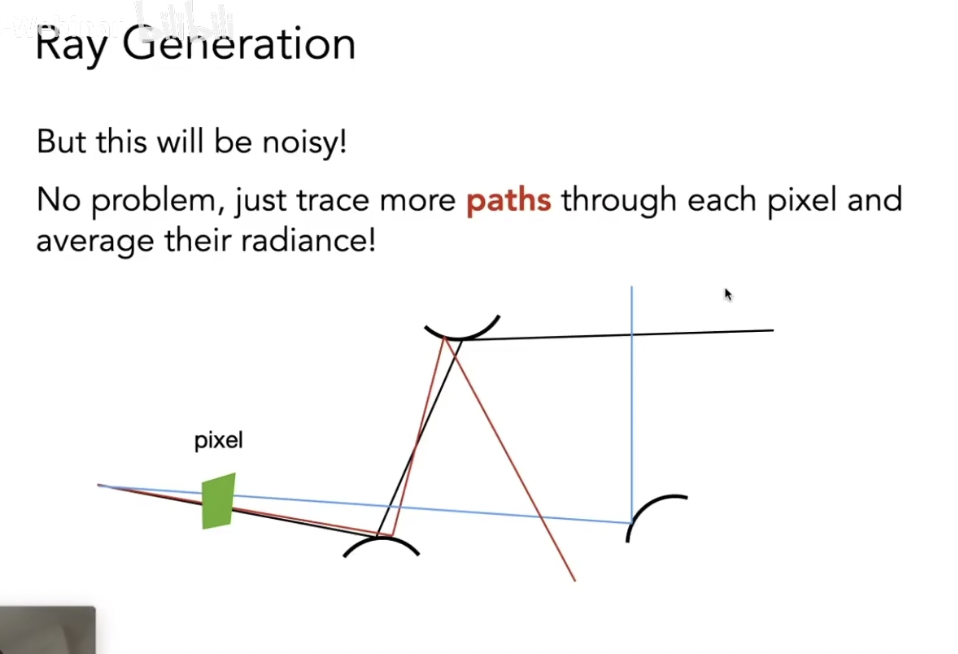 Ray Generation
But this will be noisy!
No problem, just trace more paths through each pixel and
average their radiance!
pixel